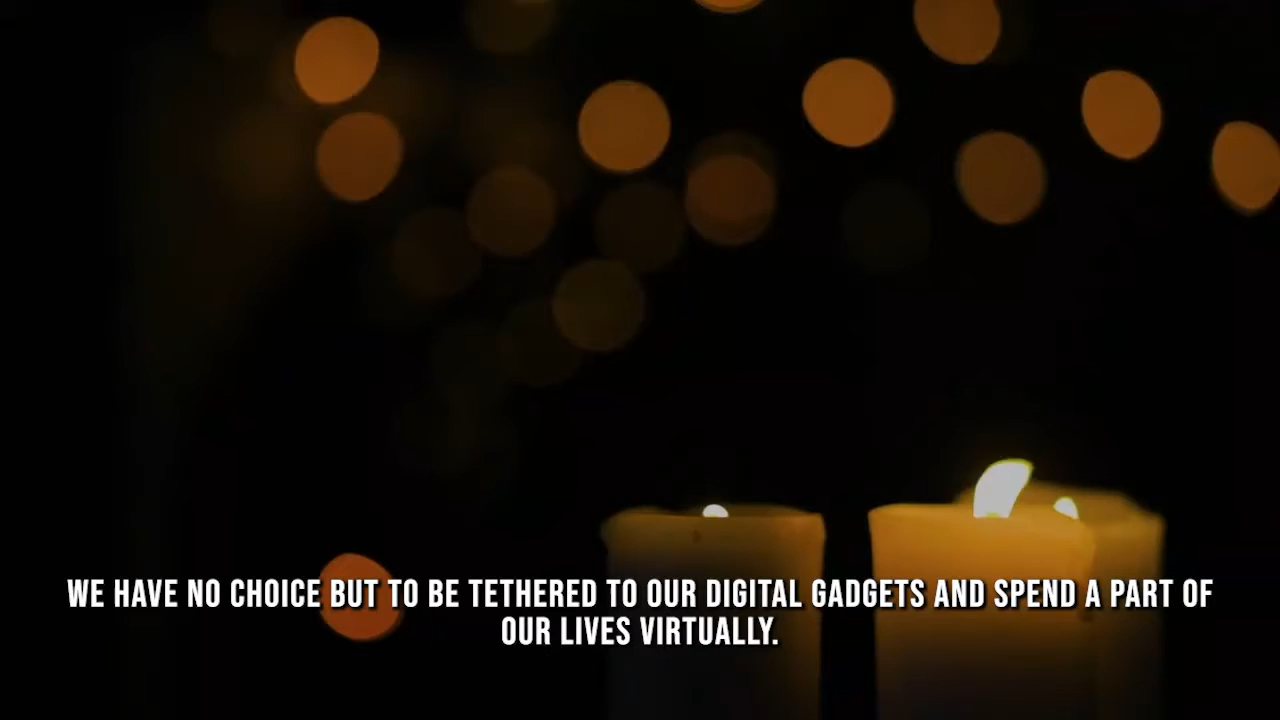 WE HAVE NO CHOICE BUT TO BE TETHERED TO OUR DIGITAL GADGETS AND SPEND A PART OF
OUR LIVES VIRTUALLY.